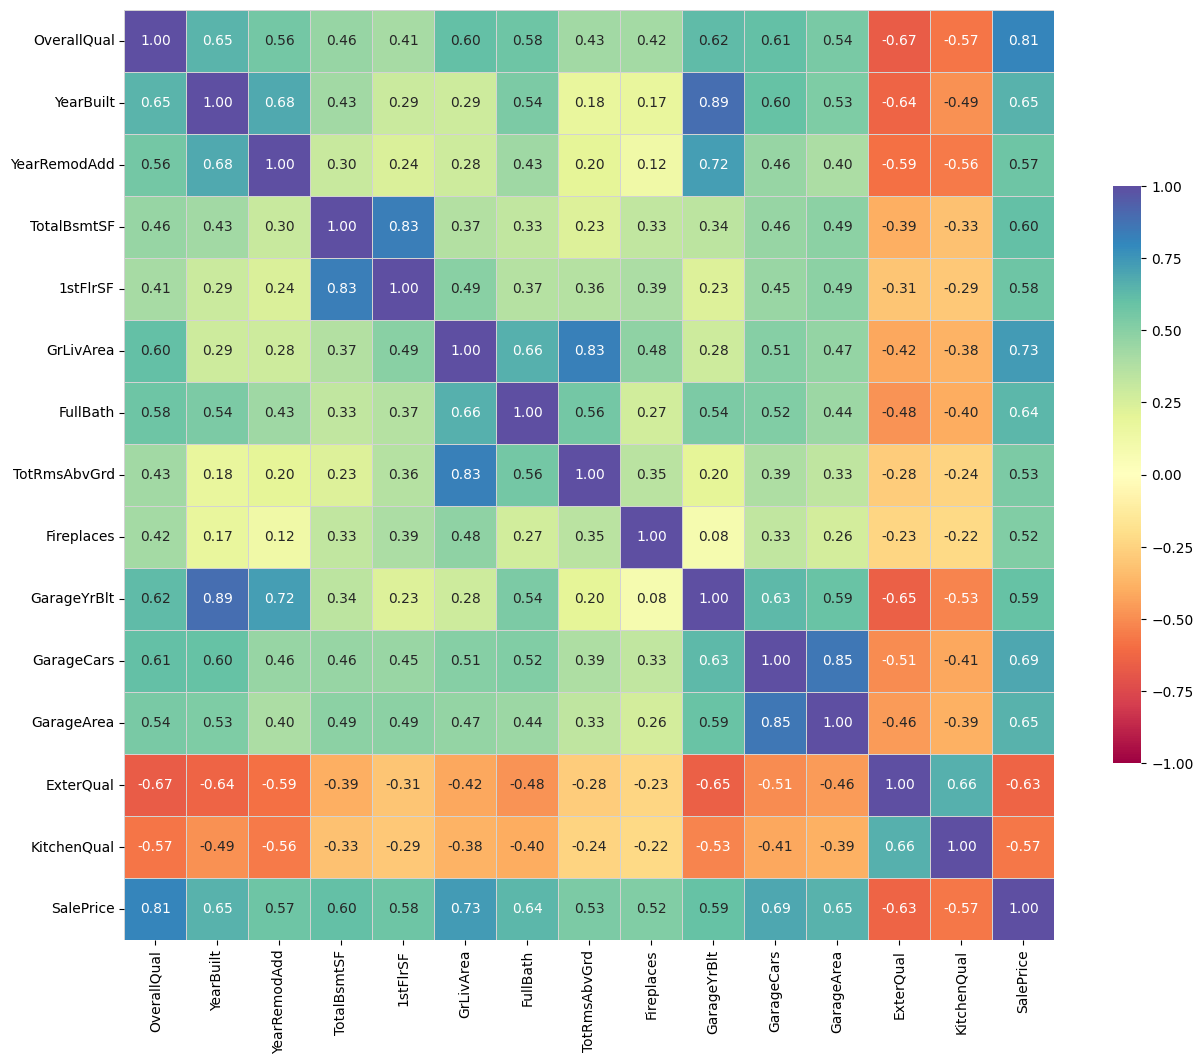 OverallQual 1.00 0.65 0.56 0.46 0.41 0.60 0.58 0.43 0.42 0.62 0.61 0.54 -0.67 -0.57 0.81
YearBuilt 0.65 1.00 0.68 0.43 0.29 0.29 0.54 0.18 0.17 0.89 0.60 0.53 -0.64 -0.49 0.65
YearRemodAdd 0.56 0.68 1.00 0.30 0.24 0.28 0.43 0.20 0.12 0.72 0.46 0.40 -0.59 -0.56 0.57
TotalBsmtSF 0.46 0.43 0.30 1.00 0.83 0.37 0.33 0.23 0.33 0.34 0.46 0.49 -0.39 -0.33 0.60
1stFlrSF 0.41 0.29 0.24 0.83 1.00 0.49 0.37 0.36 0.39 0.23 0.45 0.49 -0.31 -0.29 0.58
GrLivArea 0.60 0.29 0.28 0.37 0.49 1.00 0.66 0.83 0.48 0.28 0.51 0.47 -0.42 -0.38 0.73
FullBath 0.58 0.54 0.43 0.33 0.37 0.66 1.00 0.56 0.27 0.54 0.52 0.44 -0.48 -0.40 0.64
TotRmsAbvGrd 0.43 0.18 0.20 0.23 0.36 0.83 0.56 1.00 0.35 0.20 0.39 0.33 -0.28 -0.24 0.53
Fireplaces 0.42 0.17 0.12 0.33 0.39 0.48 0.27 0.35 1.00 0.08 0.33 0.26 -0.23 -0.22 0.52
GarageYrBlt 0.62 0.89 0.72 0.34 0.23 0.28 0.54 0.20 0.08 1.00 0.63 0.59 -0.65 -0.53 0.59
GarageCars 0.61 0.60 0.46 0.46 0.45 0.51 0.52 0.39 0.33 0.63 1.00 0.85 -0.51 -0.41 0.69
GarageArea 0.54 0.53 0.40 0.49 0.49 0.47 0.44 0.33 0.26 0.59 0.85 1.00 -0.46 -0.39 0.65
ExterQual -0.67 -0.64 -0.59 -0.39 -0.31 -0.42 -0.48 -0.28 -0.23 -0.65 -0.51 -0.46 1.00 0.66 -0.63
KitchenQual -0.57 -0.49 -0.56 -0.33 -0.29 -0.38 -0.40 -0.24 -0.22 -0.53 -0.41 -0.39 0.66 1.00 -0.57
SalePrice 0.81 0.65 0.57 0.60 0.58 0.73 0.64 0.53 0.52 0.59 0.69 0.65 -0.63 -0.57 1.00
OverallQual
YearBuilt
YearRemodAdd
TotalBsmtSF
1stFlrSF
GrLivArea
FullBath
TotRmsAbvGrd
Fireplaces
GarageYrBlt
GarageCars
GarageArea
ExterQual
KitchenQual
SalePrice
1.00
0.75
0.50
0.25
0.00
−0.25
−0.50
−0.75
−1.00